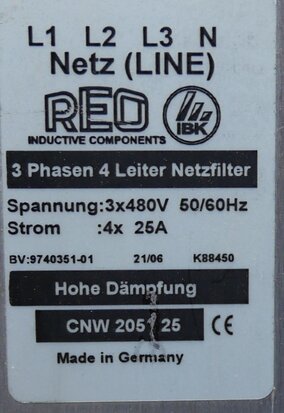 L1 L2 L3 N
Netz (LINE)
REO IBK
INDUCTIVE COMPONENTS
3 Phasen 4 Leiter Netzfilter
Spannung:3x480V 50/60Hz
Strom :4x 25A
BV:9740351-01 21/06 K88450
Hohe Dämpfung
CNW 205 25 CE
Made in Germany